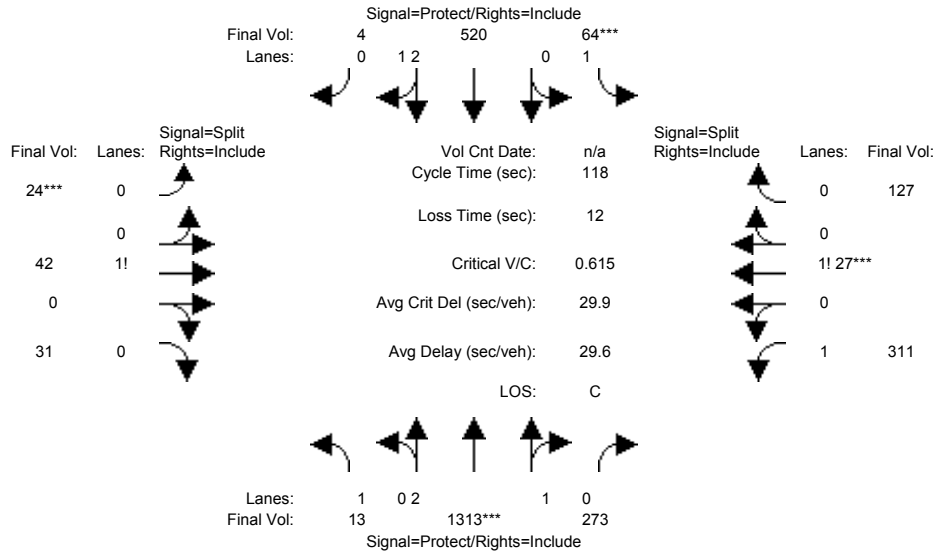 Signal=Protect/Rights=Include
Final Vol: 4 520 64***
Lanes: 0 1 2 0 1
Signal=Split
Final Vol: Lanes: Rights=Include
Vol Cnt Date: n/a
Signal=Split
Rights=Include Lanes: Final Vol:
Cycle Time (sec): 118
24*** 0
0 127
Loss Time (sec): 12
0
0
42 1!
Critical V/C: 0.615
1! 27***
0
Avg Crit Del (sec/veh): 29.9
0
31 0
Avg Delay (sec/veh): 29.6
1 311
LOS: C
Lanes: 1 0 2 1 0
Final Vol: 13 1313*** 273
Signal=Protect/Rights=Include